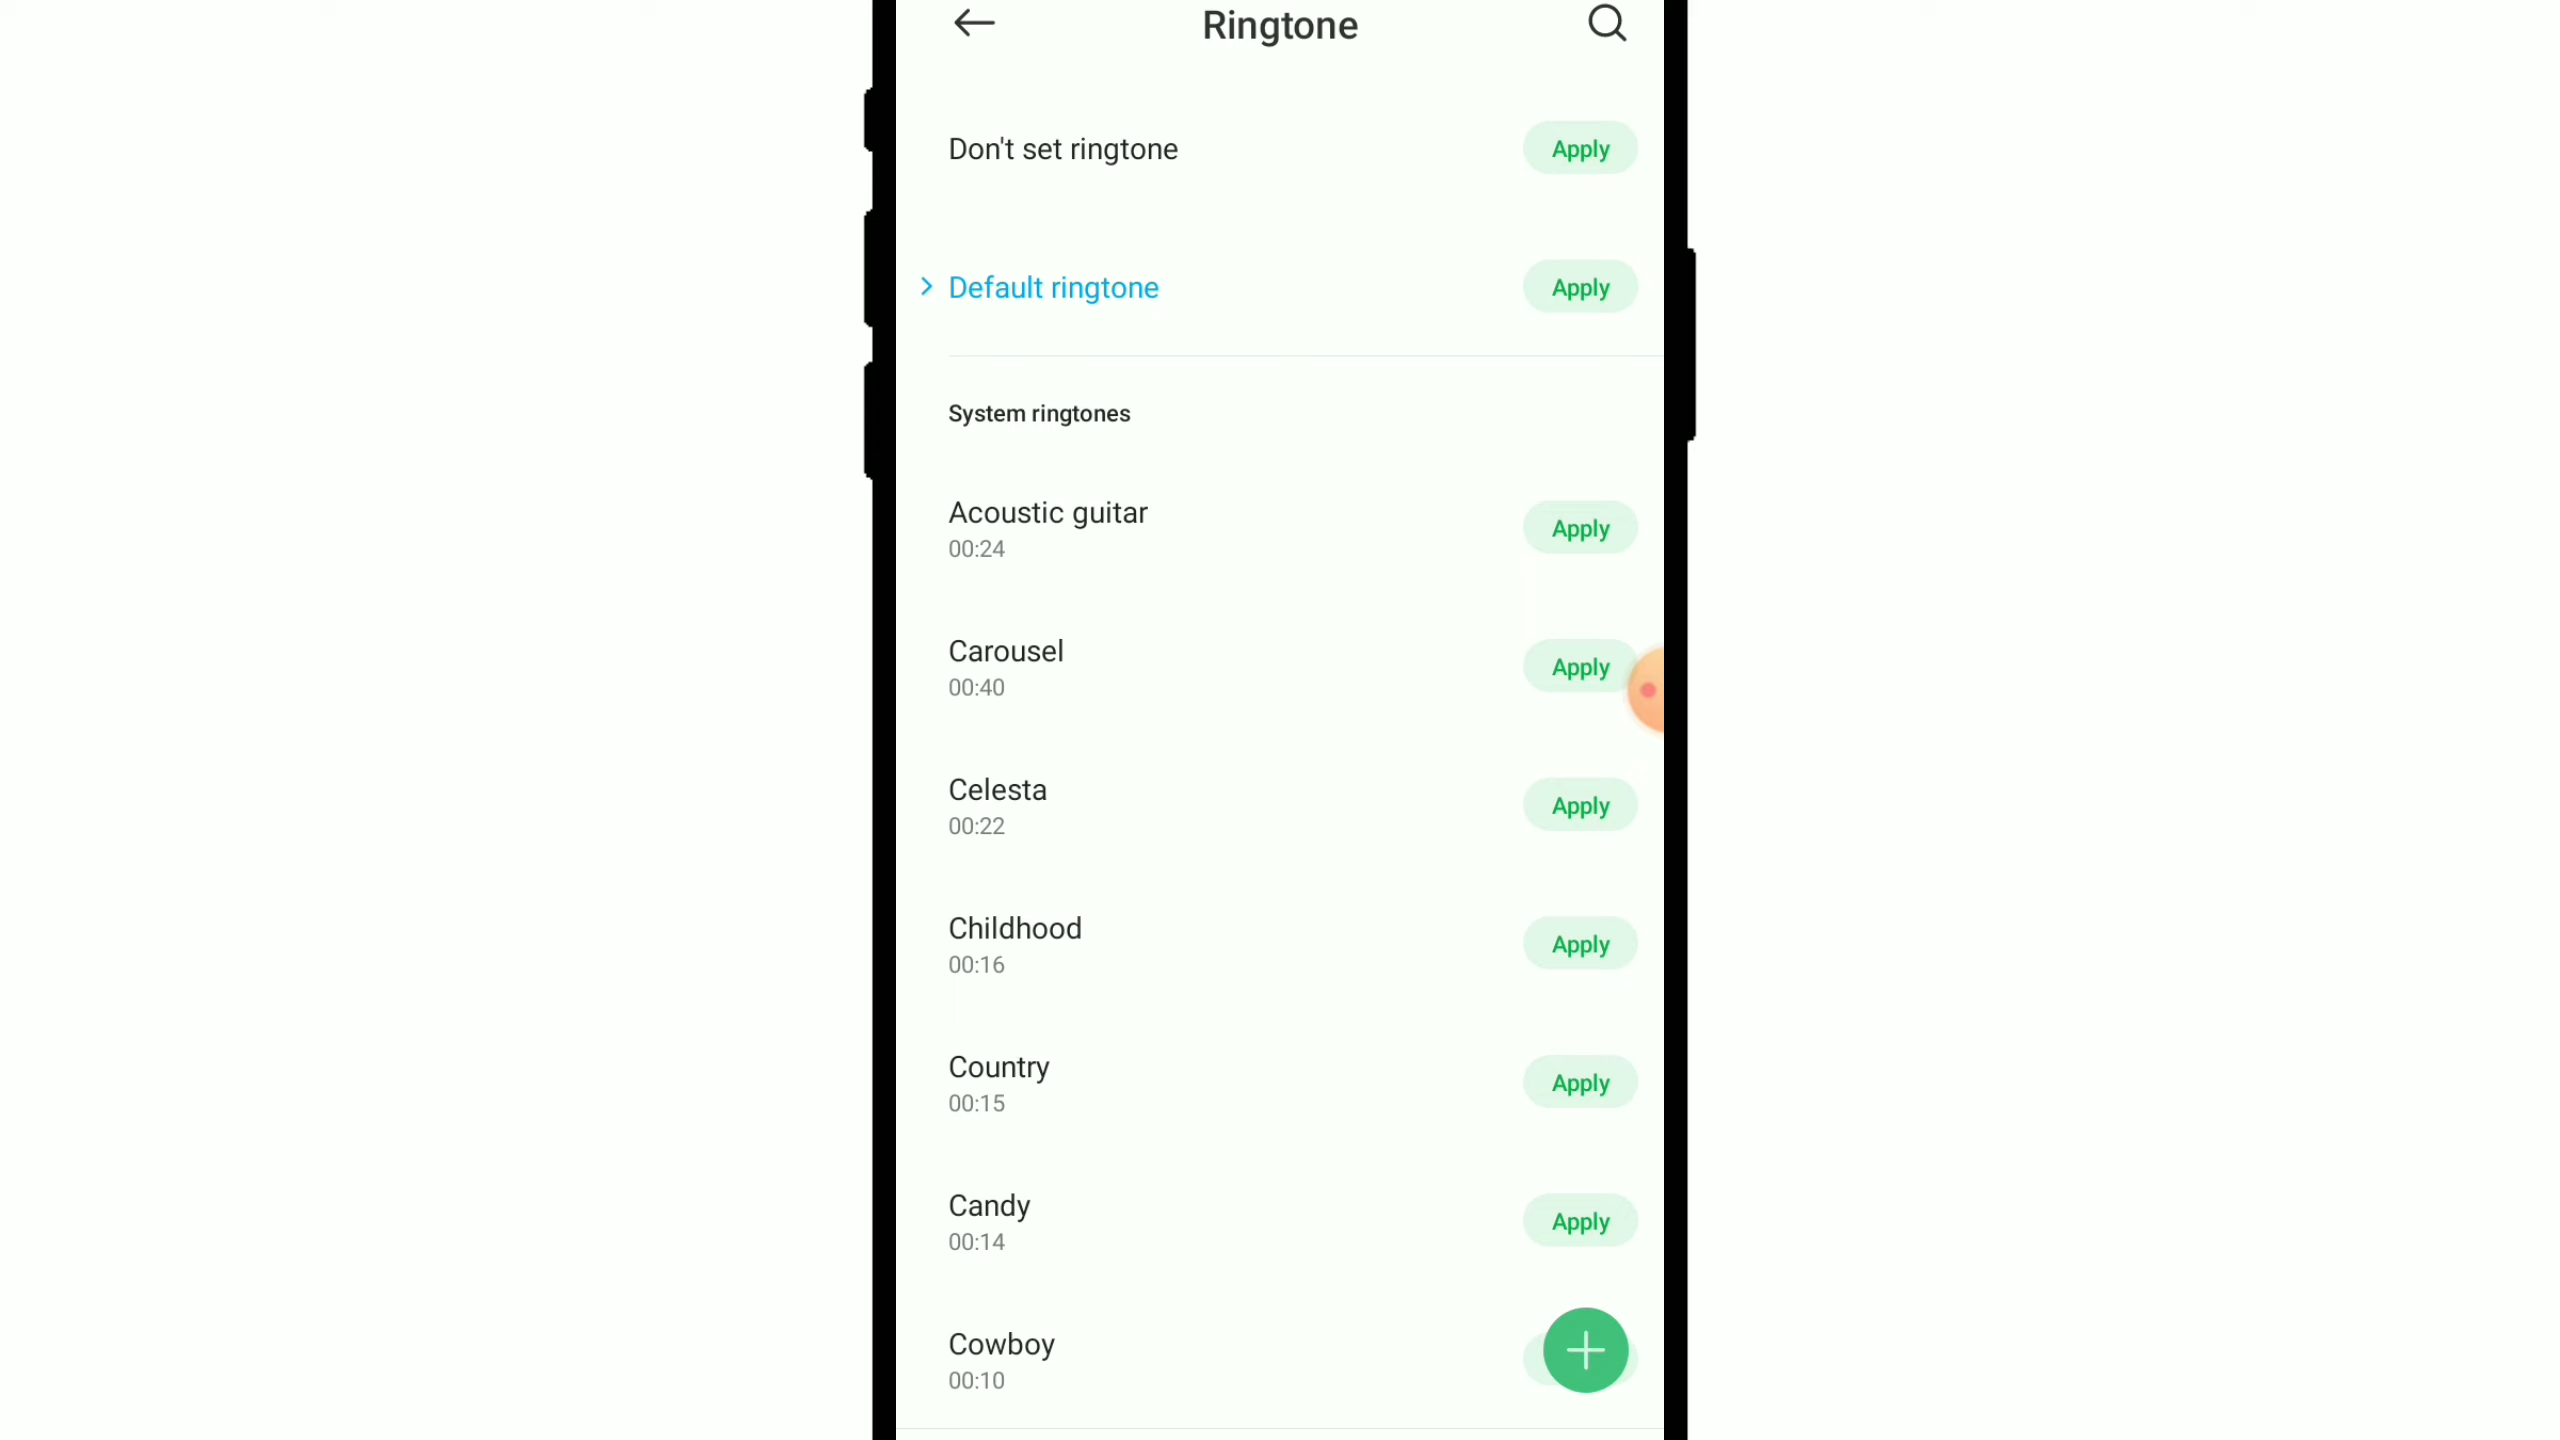 Ringtone
Don't set ringtone
Apply
Default ringtone
Apply
System ringtones
Acoustic guitar
Apply
00:24
Carousel
Apply
00:40
Celesta
Apply
00:22
Childhood
Apply
00:16
Country
Apply
00:15
Candy
Apply
00:14
Cowboy
00:10